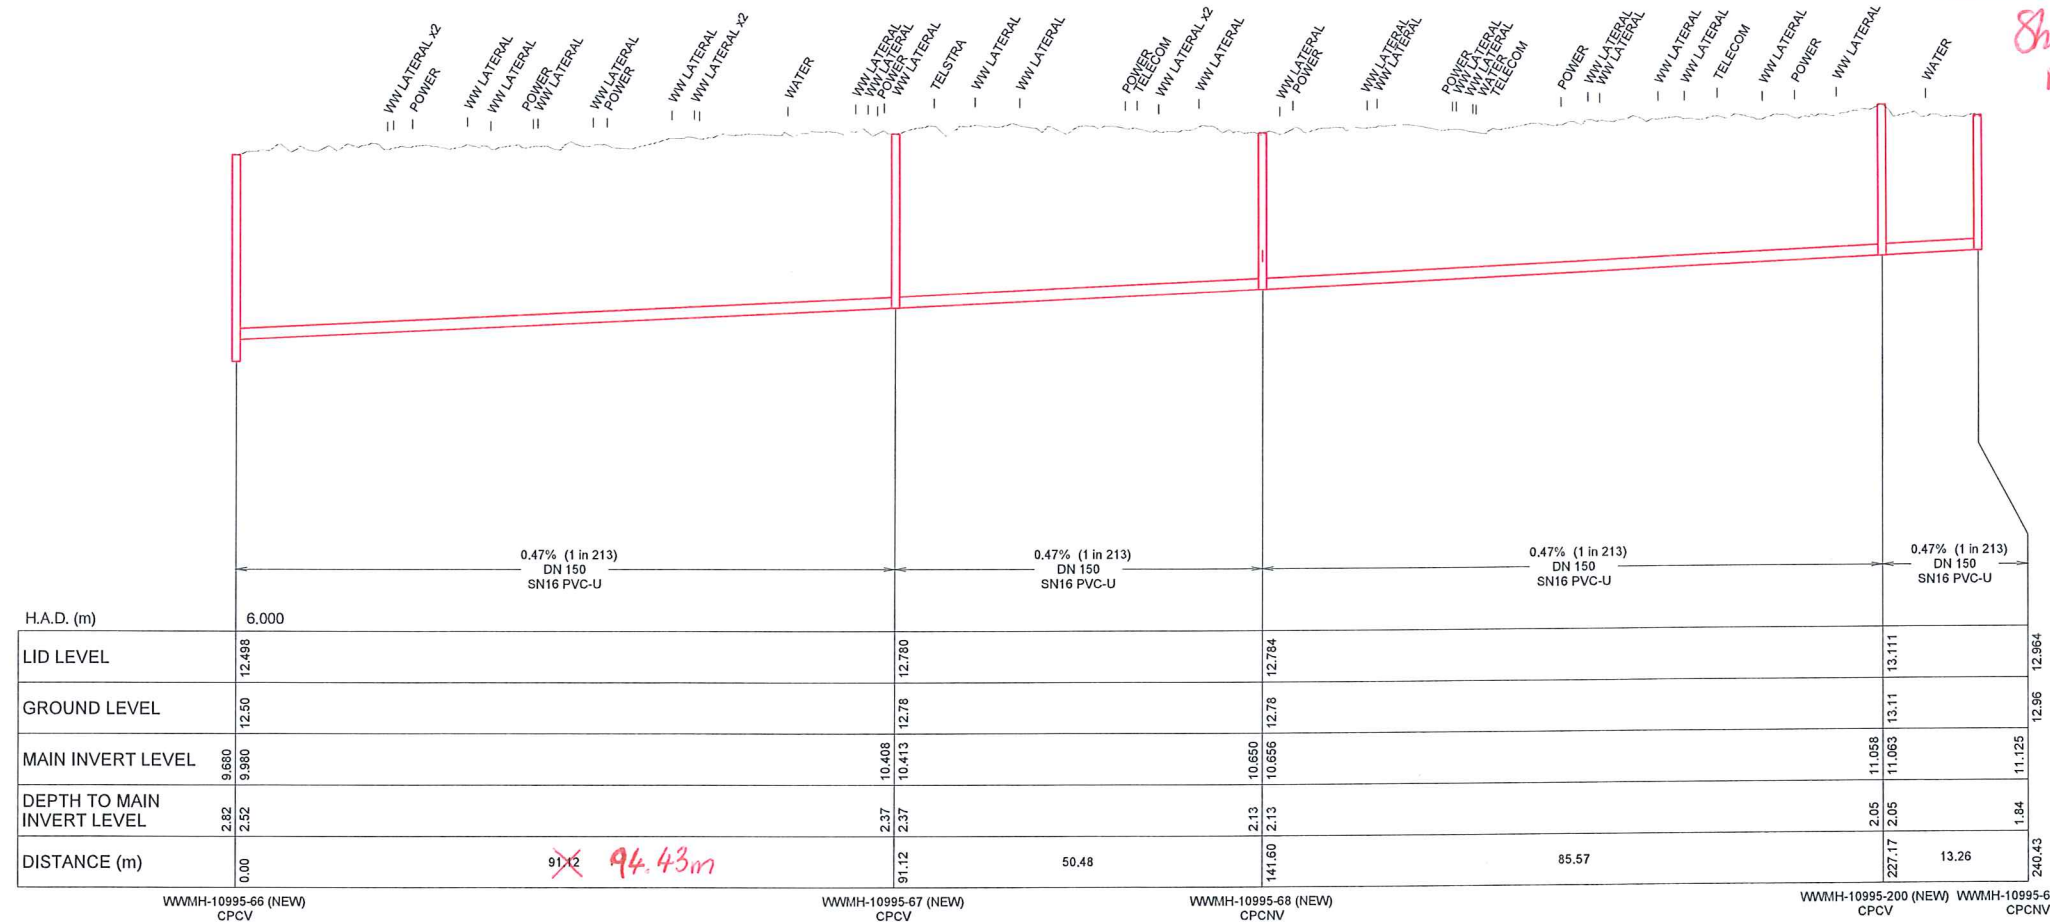 WW LATERAL x2
POWER
WW LATERAL
WW LATERAL
POWER
WW LATERAL
WW LATERAL
POWER
WW LATERAL
WW LATERAL x2
WATER
WW LATERAL
WW LATERAL
POWER
WW LATERAL
TELSTRA
WW LATERAL
WW LATERAL
POWER
TELECOM
WW LATERAL x2
WW LATERAL
WW LATERAL
POWER
WW LATERAL
WW LATERAL
POWER
WW LATERAL
WW LATERAL
WATER
TELECOM
POWER
WW LATERAL
WW LATERAL
WW LATERAL
WW LATERAL
TELECOM
WW LATERAL
POWER
WW LATERAL
WATER
0.47% (1 in 213)
DN 150
SN16 PVC-U
0.47% (1 in 213)
DN 150
SN16 PVC-U
0.47% (1 in 213)
DN 150
SN16 PVC-U
0.47% (1 in 213)
DN 150
SN16 PVC-U
H.A.D. (m) 6.000
LID LEVEL 12.498 12.780 12.784 13.111 12.964
GROUND LEVEL 12.50 12.78 12.78 13.11 12.96
MAIN INVERT LEVEL 9.680 9.980 10.408 10.413 10.650 10.656 11.058 11.063 11.125
DEPTH TO MAIN
INVERT LEVEL 2.82 2.52 2.37 2.37 2.13 2.13 2.05 2.05 1.84
DISTANCE (m) 0.00 91.12 94.43m 91.12 50.48 141.60 85.57 227.17 13.26 240.43
WWMH-10995-66 (NEW)
CPCV
WWMH-10995-67 (NEW)
CPCV
WWMH-10995-68 (NEW)
CPCNV
WWMH-10995-200 (NEW)
CPCV
WWMH-10995-6
CPCNV